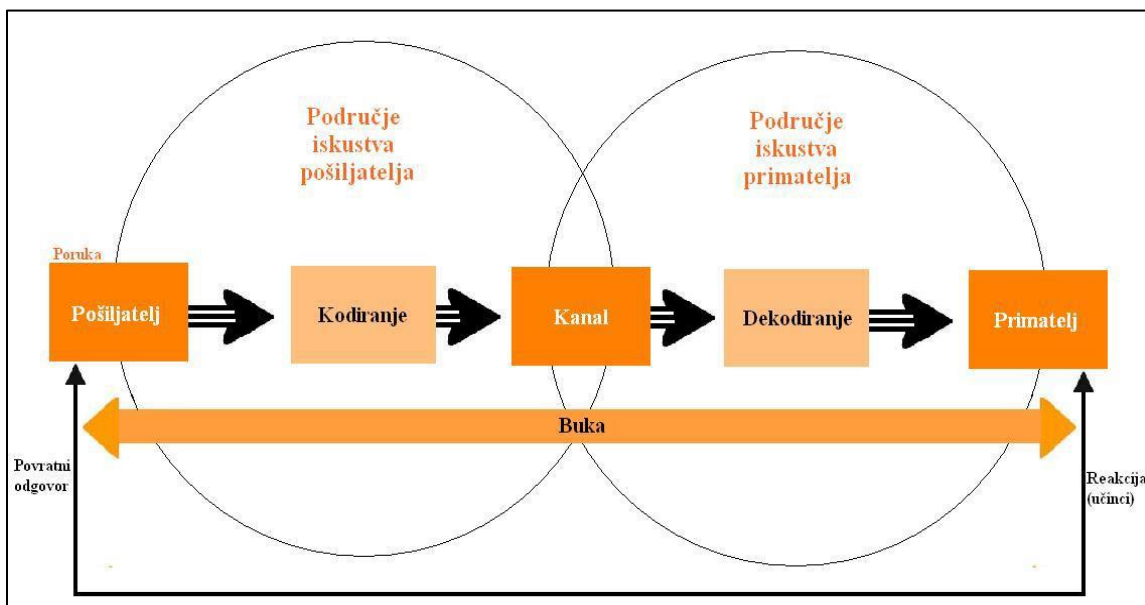 Područje
iskustva
pošiljatelja
Područje
iskustva
primatelja
Poruka
Pošiljatelj
Kodiranje
Kanal
Dekodiranje
Primatelj
Buka
Povratni
odgovor
Reakcija
(učinci)